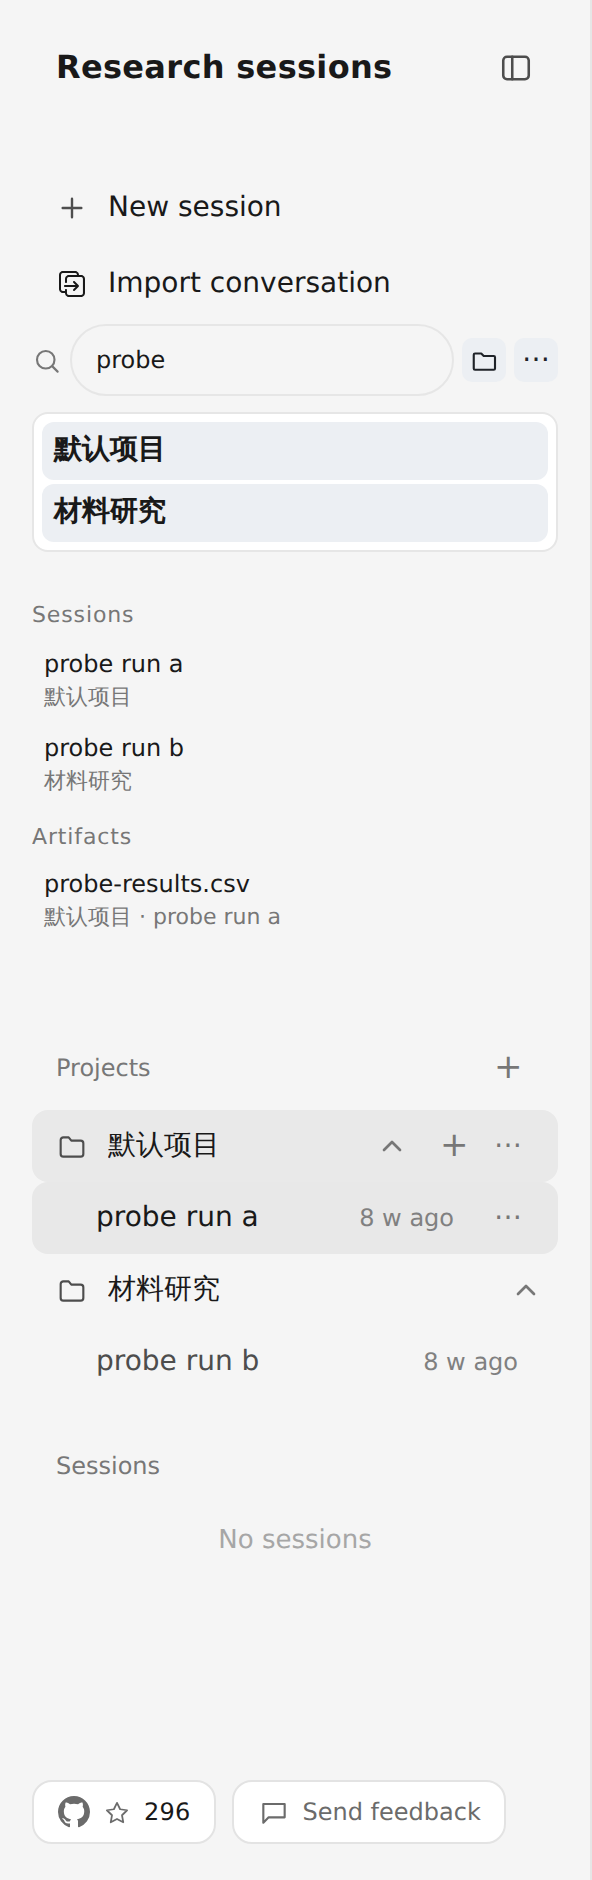 Research sessions
New session
Import conversation
probe
默认项目
材料研究
Sessions
probe run a
默认项目
probe run b
材料研究
Artifacts
probe-results.csv
默认项目 · probe run a
Projects
默认项目
probe run a 8 w ago
材料研究
probe run b 8 w ago
Sessions
No sessions
296 Send feedback